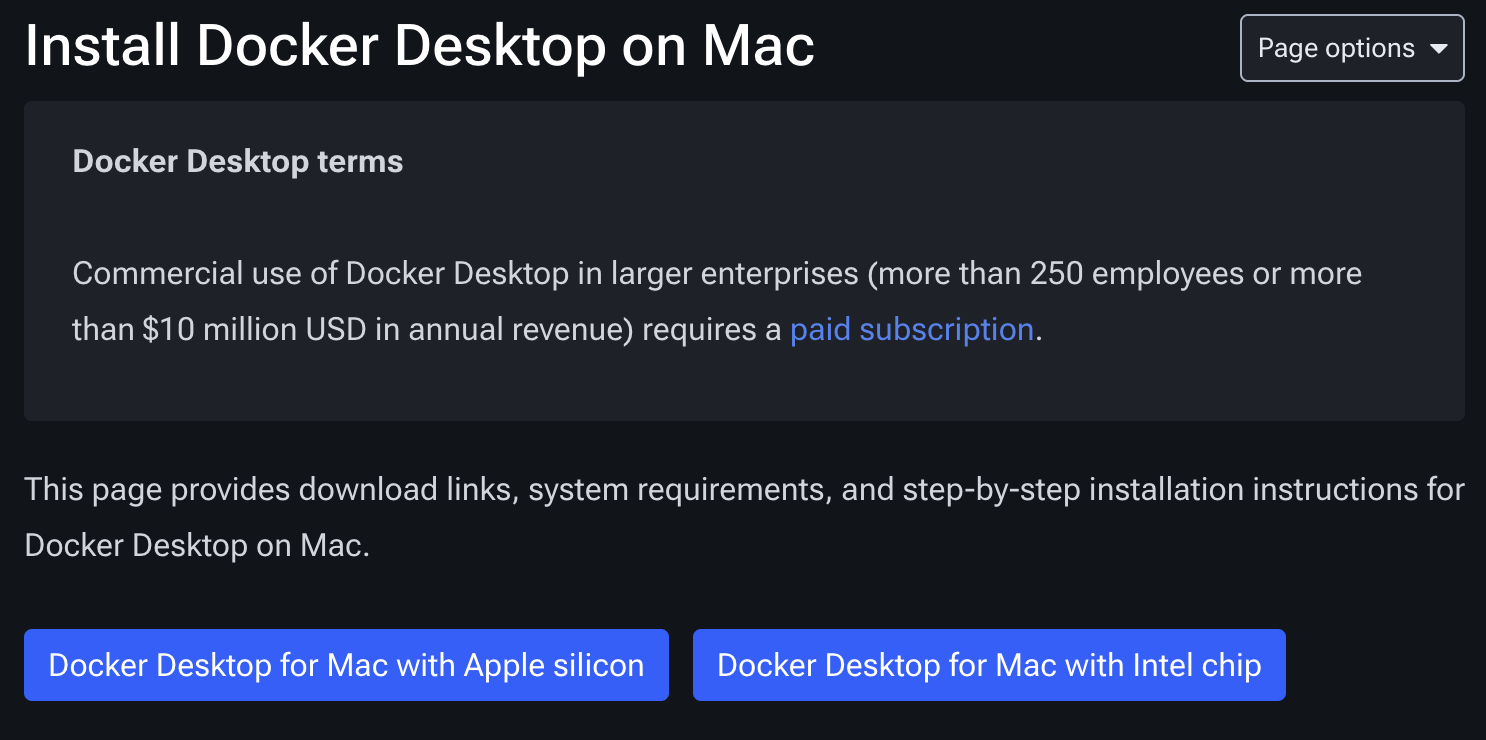 Install Docker Desktop on Mac
Page options
Docker Desktop terms
Commercial use of Docker Desktop in larger enterprises (more than 250 employees or more
than $10 million USD in annual revenue) requires a paid subscription.
This page provides download links, system requirements, and step-by-step installation instructions for
Docker Desktop on Mac.
Docker Desktop for Mac with Apple silicon
Docker Desktop for Mac with Intel chip